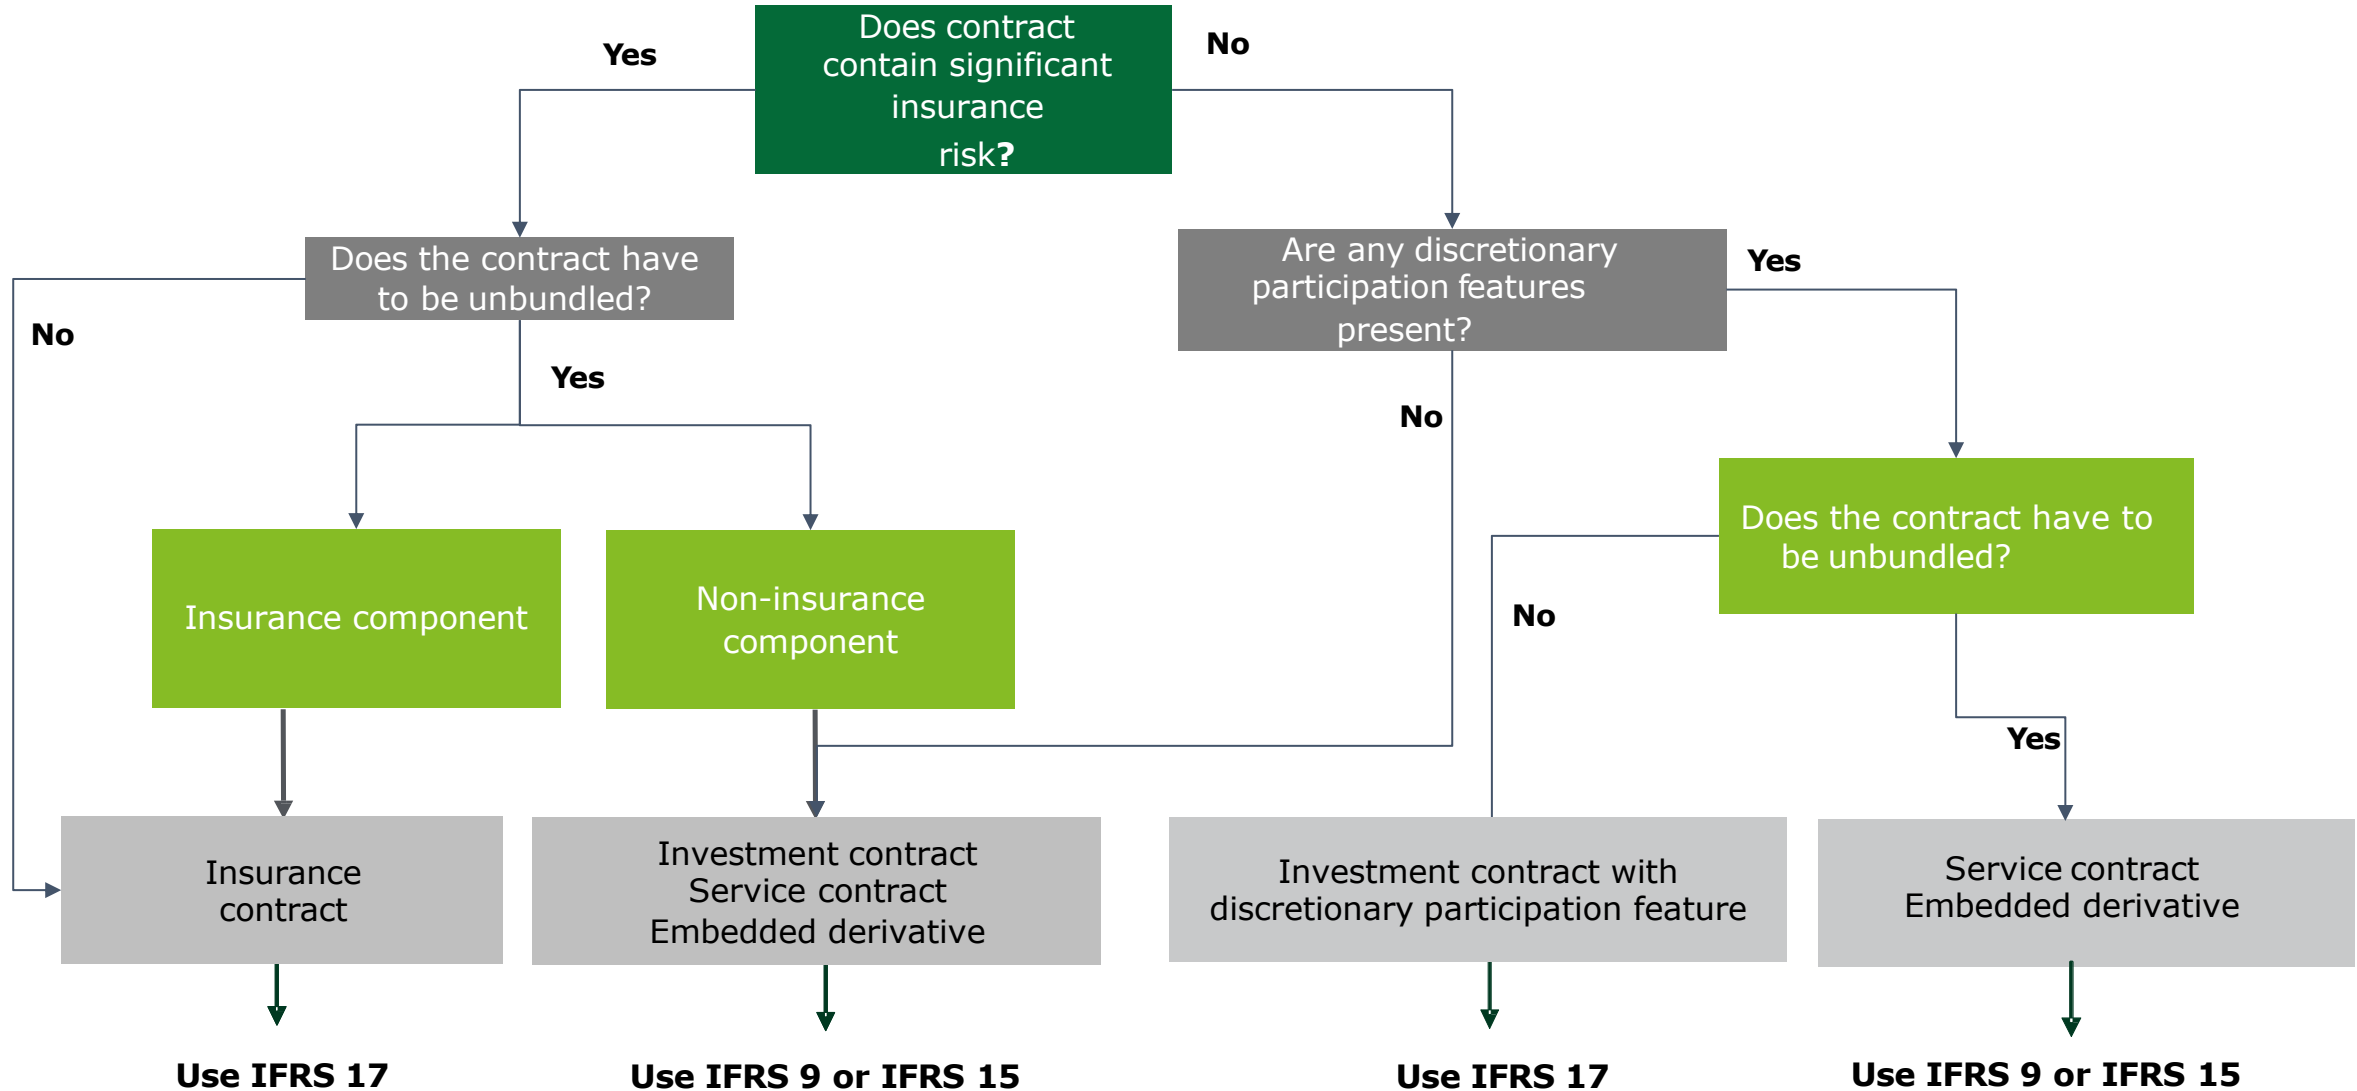 Does contract
contain significant
insurance
risk?
Yes
No
Does the contract have
to be unbundled?
Are any discretionary
participation features
present?
Yes
No
Yes
No
Does the contract have to
be unbundled?
Insurance component
Non-insurance
component
No
Yes
Insurance
contract
Investment contract
Service contract
Embedded derivative
Investment contract with
discretionary participation feature
Service contract
Embedded derivative
Use IFRS 17
Use IFRS 9 or IFRS 15
Use IFRS 17
Use IFRS 9 or IFRS 15